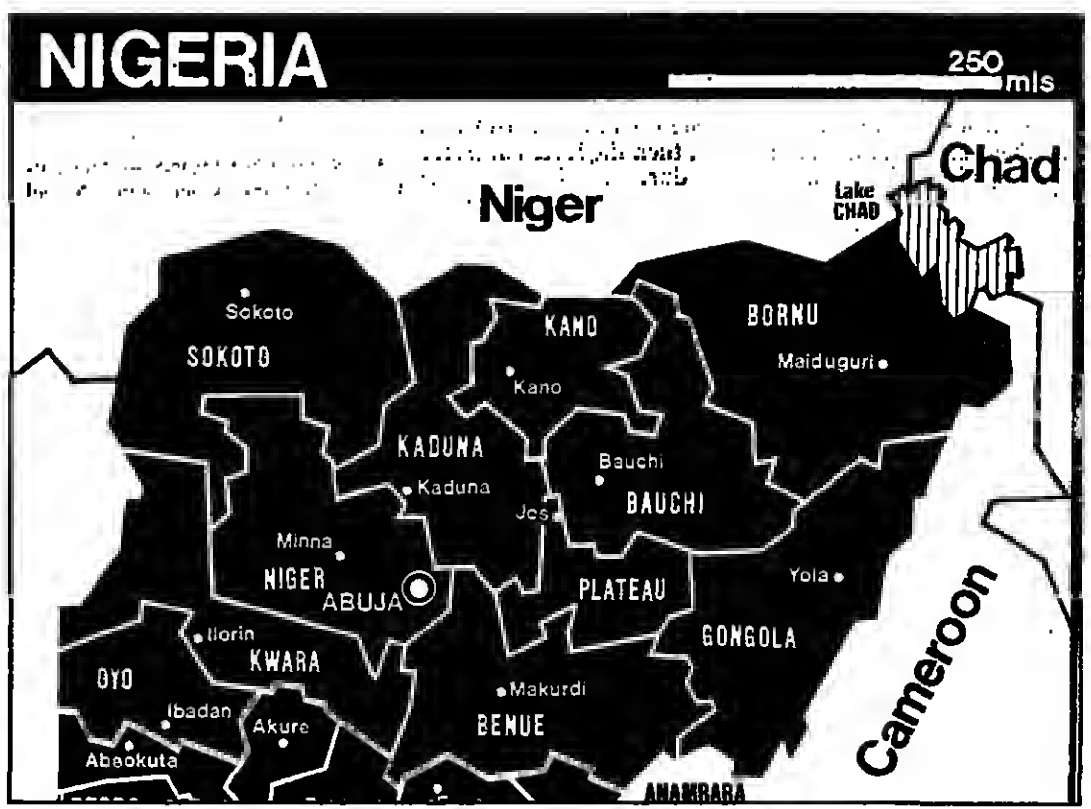 NIGERIA
250
mls
Chad
Lake
CHAD
Niger
Sokoto
SOKOTO
KANO
BORNU
Maiduguri
Kano
KADUNA
Kaduna
Bauchi
BAUCHI
Jos
Minna
NIGER
ABUJA
PLATEAU
Yola
GONGOLA
Cameroon
Ilorin
KWARA
OYO
Ibadan
Akure
Abeokuta
Makurdi
BENUE
ANAMBARA